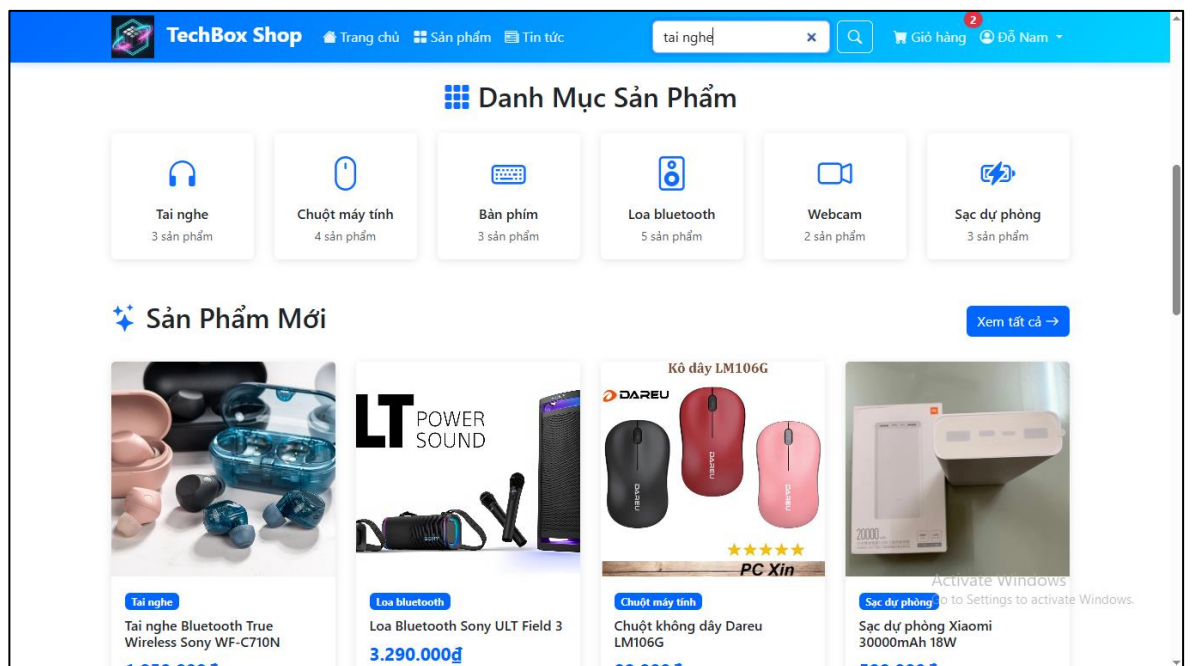 TechBox Shop Trang chủ Sản phẩm Tin tức tai nghe Giỏ hàng 2 Đỗ Nam
Danh Mục Sản Phẩm
Tai nghe
3 sản phẩm
Chuột máy tính
4 sản phẩm
Bàn phím
3 sản phẩm
Loa bluetooth
5 sản phẩm
Webcam
2 sản phẩm
Sạc dự phòng
3 sản phẩm
Sản Phẩm Mới
Xem tất cả →
LT POWER
SOUND
SONY
Kô dây LM106G
DAREU
DAREU
DAREU
DAREU
PC Xin
20000
Tai nghe
Tai nghe Bluetooth True
Wireless Sony WF-C710N
Loa bluetooth
Loa Bluetooth Sony ULT Field 3
3.290.000₫
Chuột máy tính
Chuột không dây Dareu
LM106G
Sạc dự phòng
Sạc dự phòng Xiaomi
30000mAh 18W
Activate Windows
Go to Settings to activate Windows.